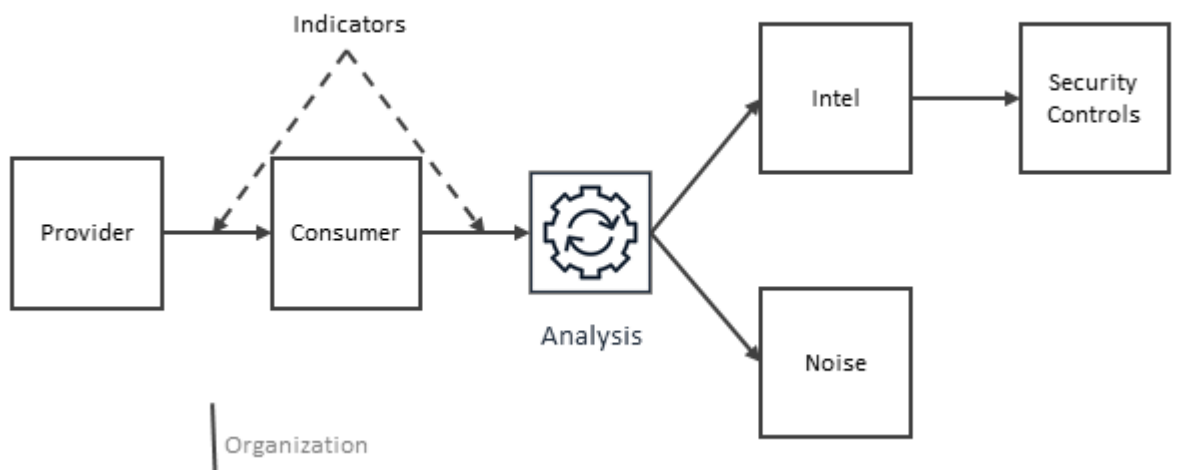 Indicators
Provider
Consumer
Analysis
Intel
Security
Controls
Noise
Organization